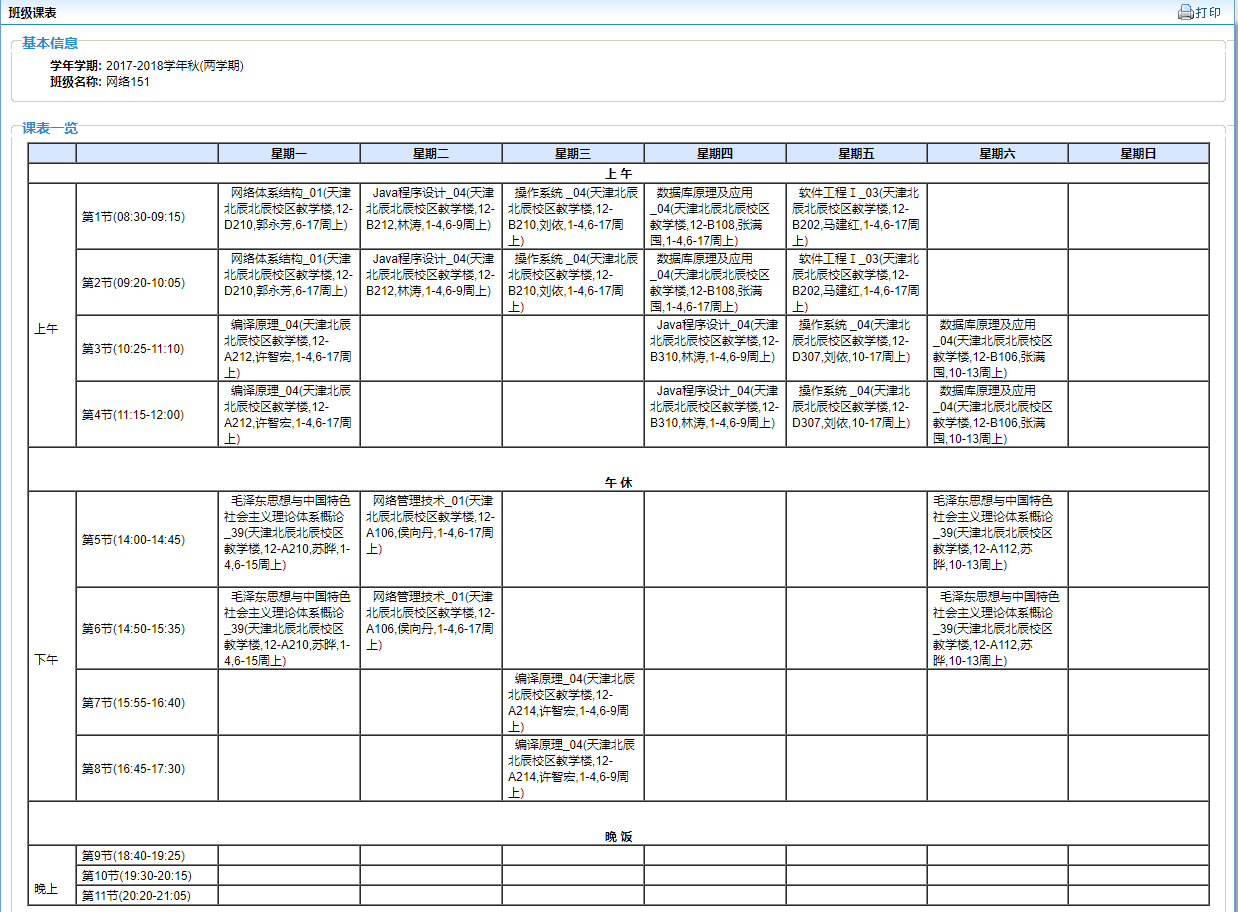 班级课表
打印
基本信息
学年学期: 2017-2018学年秋(两学期)
班级名称: 网络151
课表一览
星期一 星期二 星期三 星期四 星期五 星期六 星期日
上 午
上午
第1节(08:30-09:15)
网络体系结构_01(天津
北辰北辰校区教学楼,12-
D210,郭永芳,6-17周上)
Java程序设计_04(天津
北辰北辰校区教学楼,12-
B212,林涛,1-4,6-9周上)
操作系统 _04(天津北辰
北辰校区教学楼,12-
B210,刘依,1-4,6-17周
上)
数据库原理及应用
_04(天津北辰北辰校区
教学楼,12-B108,张满
囤,1-4,6-17周上)
软件工程Ⅰ_03(天津北
辰北辰校区教学楼,12-
B202,马建红,1-4,6-17周
上)
第2节(09:20-10:05)
网络体系结构_01(天津
北辰北辰校区教学楼,12-
D210,郭永芳,6-17周上)
Java程序设计_04(天津
北辰北辰校区教学楼,12-
B212,林涛,1-4,6-9周上)
操作系统 _04(天津北辰
北辰校区教学楼,12-
B210,刘依,1-4,6-17周
上)
数据库原理及应用
_04(天津北辰北辰校区
教学楼,12-B108,张满
囤,1-4,6-17周上)
软件工程Ⅰ_03(天津北
辰北辰校区教学楼,12-
B202,马建红,1-4,6-17周
上)
第3节(10:25-11:10)
编译原理_04(天津北辰
北辰校区教学楼,12-
A212,许智宏,1-4,6-17周
上)
Java程序设计_04(天津
北辰北辰校区教学楼,12-
B310,林涛,1-4,6-9周上)
操作系统 _04(天津北
辰北辰校区教学楼,12-
D307,刘依,10-17周上)
数据库原理及应用
_04(天津北辰北辰校区
教学楼,12-B106,张满
囤,10-13周上)
第4节(11:15-12:00)
编译原理_04(天津北辰
北辰校区教学楼,12-
A212,许智宏,1-4,6-17周
上)
Java程序设计_04(天津
北辰北辰校区教学楼,12-
B310,林涛,1-4,6-9周上)
操作系统 _04(天津北
辰北辰校区教学楼,12-
D307,刘依,10-17周上)
数据库原理及应用
_04(天津北辰北辰校区
教学楼,12-B106,张满
囤,10-13周上)
午 休
下午
第5节(14:00-14:45)
毛泽东思想与中国特色
社会主义理论体系概论
_39(天津北辰北辰校区
教学楼,12-A210,苏晔,1-
4,6-15周上)
网络管理技术_01(天津
北辰北辰校区教学楼,12-
A106,侯向丹,1-4,6-17周
上)
毛泽东思想与中国特色
社会主义理论体系概论
_39(天津北辰北辰校区
教学楼,12-A112,苏
晔,10-13周上)
第6节(14:50-15:35)
毛泽东思想与中国特色
社会主义理论体系概论
_39(天津北辰北辰校区
教学楼,12-A210,苏晔,1-
4,6-15周上)
网络管理技术_01(天津
北辰北辰校区教学楼,12-
A106,侯向丹,1-4,6-17周
上)
毛泽东思想与中国特色
社会主义理论体系概论
_39(天津北辰北辰校区
教学楼,12-A112,苏
晔,10-13周上)
第7节(15:55-16:40)
编译原理_04(天津北辰
北辰校区教学楼,12-
A214,许智宏,1-4,6-9周
上)
第8节(16:45-17:30)
编译原理_04(天津北辰
北辰校区教学楼,12-
A214,许智宏,1-4,6-9周
上)
晚 饭
晚上
第9节(18:40-19:25)
第10节(19:30-20:15)
第11节(20:20-21:05)